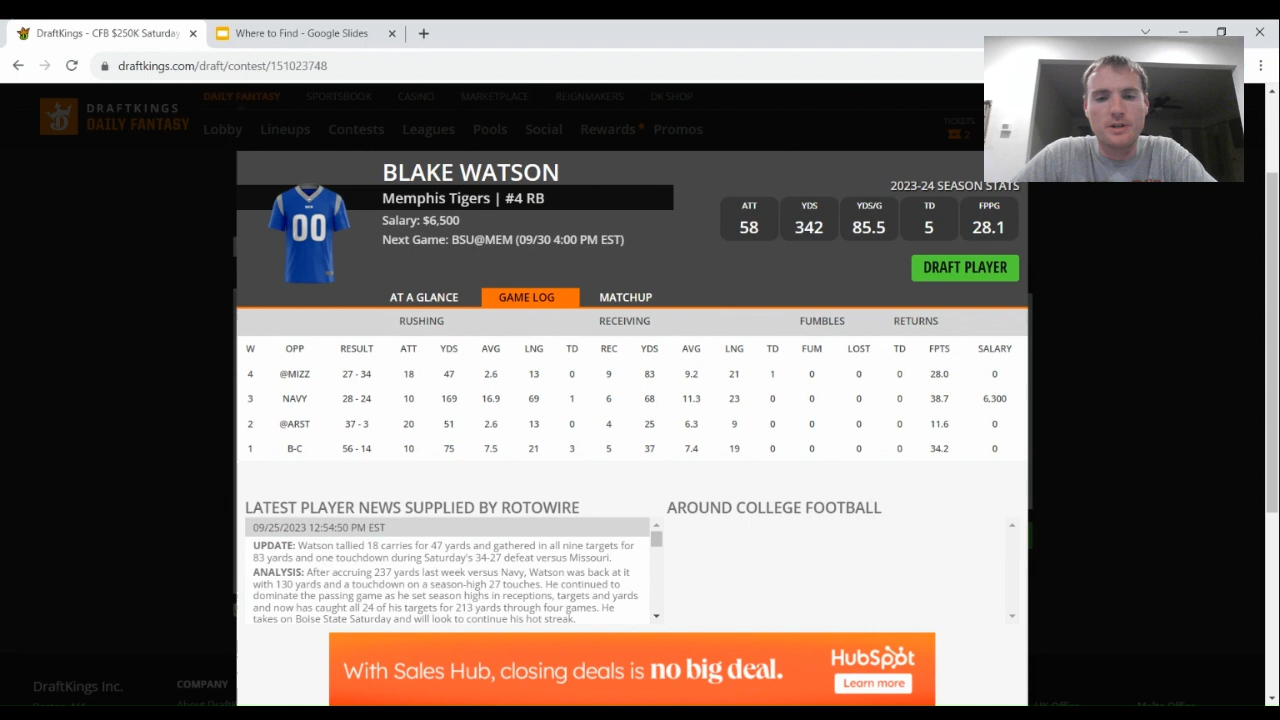 DraftKings - CFB $250K Saturday
Where to Find - Google Slides
draftkings.com/draft/contest/151023748
DRAFTKINGS
DAILY FANTASY
DAILY FANTASY SPORTSBOOK CASINO MARKETPLACE REIGNMAKERS DK SHOP
Lobby Lineups Contests Leagues Pools Social Rewards Promos
TICKETS
2
BLAKE WATSON
Memphis Tigers | #4 RB
Salary: $6,500
Next Game: BSU@MEM (09/30 4:00 PM EST)
00
2023-24 SEASON STATS
ATT YDS YDS/G TD FPPG
58 342 85.5 5 28.1
DRAFT PLAYER
AT A GLANCE GAME LOG MATCHUP
RUSHING RECEIVING FUMBLES RETURNS
W OPP RESULT ATT YDS AVG LNG TD REC YDS AVG LNG TD FUM LOST TD FPTS SALARY
4 @MIZZ 27 - 34 18 47 2.6 13 0 9 83 9.2 21 1 0 0 0 28.0 0
3 NAVY 28 - 24 10 169 16.9 69 1 6 68 11.3 23 0 0 0 0 38.7 6,300
2 @ARST 37 - 3 20 51 2.6 13 0 4 25 6.3 9 0 0 0 0 11.6 0
1 B-C 56 - 14 10 75 7.5 21 3 5 37 7.4 19 0 0 0 0 34.2 0
LATEST PLAYER NEWS SUPPLIED BY ROTOWIRE
09/25/2023 12:54:50 PM EST
UPDATE: Watson tallied 18 carries for 47 yards and gathered in all nine targets for
83 yards and one touchdown during Saturday's 34-27 defeat versus Missouri.
ANALYSIS: After accruing 237 yards last week versus Navy, Watson was back at it
with 130 yards and a touchdown on a season-high 27 touches. He continued to
dominate the passing game as he set season highs in receptions, targets and yards
and now has caught all 24 of his targets for 213 yards through four games. He
takes on Boise State Saturday and will look to continue his hot streak.
AROUND COLLEGE FOOTBALL
With Sales Hub, closing deals is no big deal.
HubSpot
Learn more
DraftKings Inc.
COMPANY